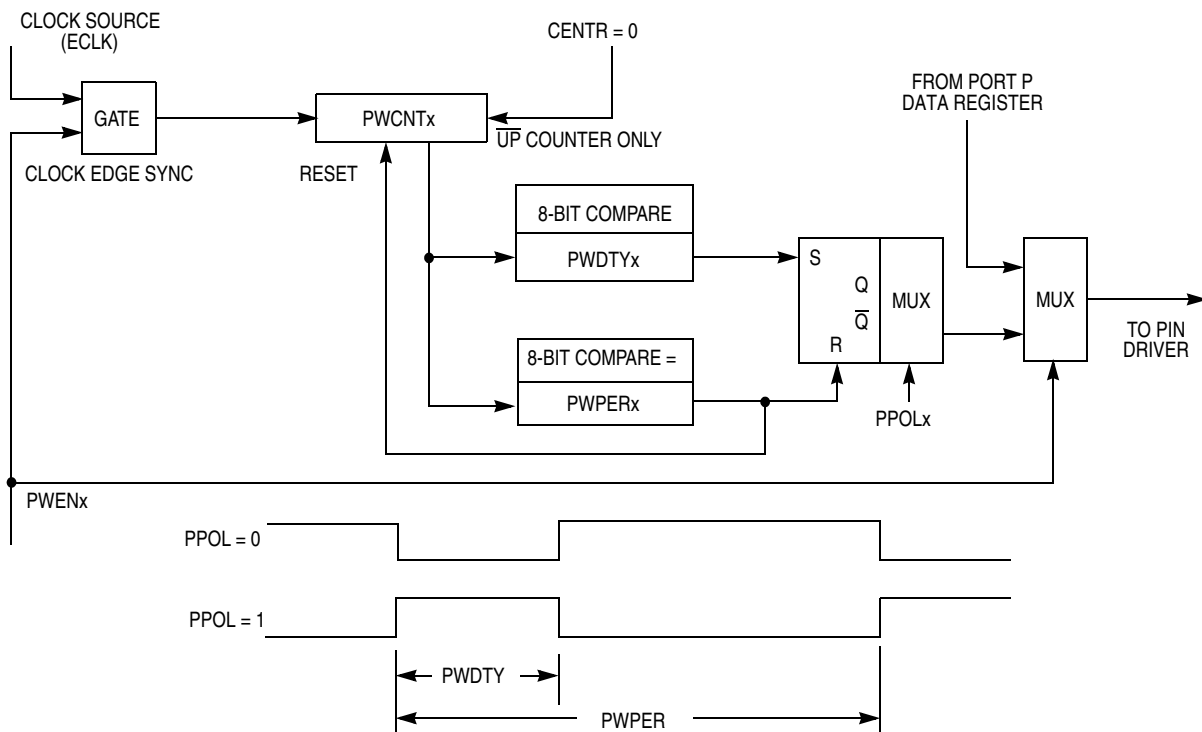 CLOCK SOURCE
(ECLK)
CENTR = 0
FROM PORT P
DATA REGISTER
GATE
PWCNTx
UP COUNTER ONLY
CLOCK EDGE SYNC
RESET
8-BIT COMPARE
PWDTYx
S
Q
Q
R
MUX
MUX
TO PIN
DRIVER
8-BIT COMPARE =
PWPERx
PPOLx
PWENx
PPOL = 0
PPOL = 1
PWDTY
PWPER